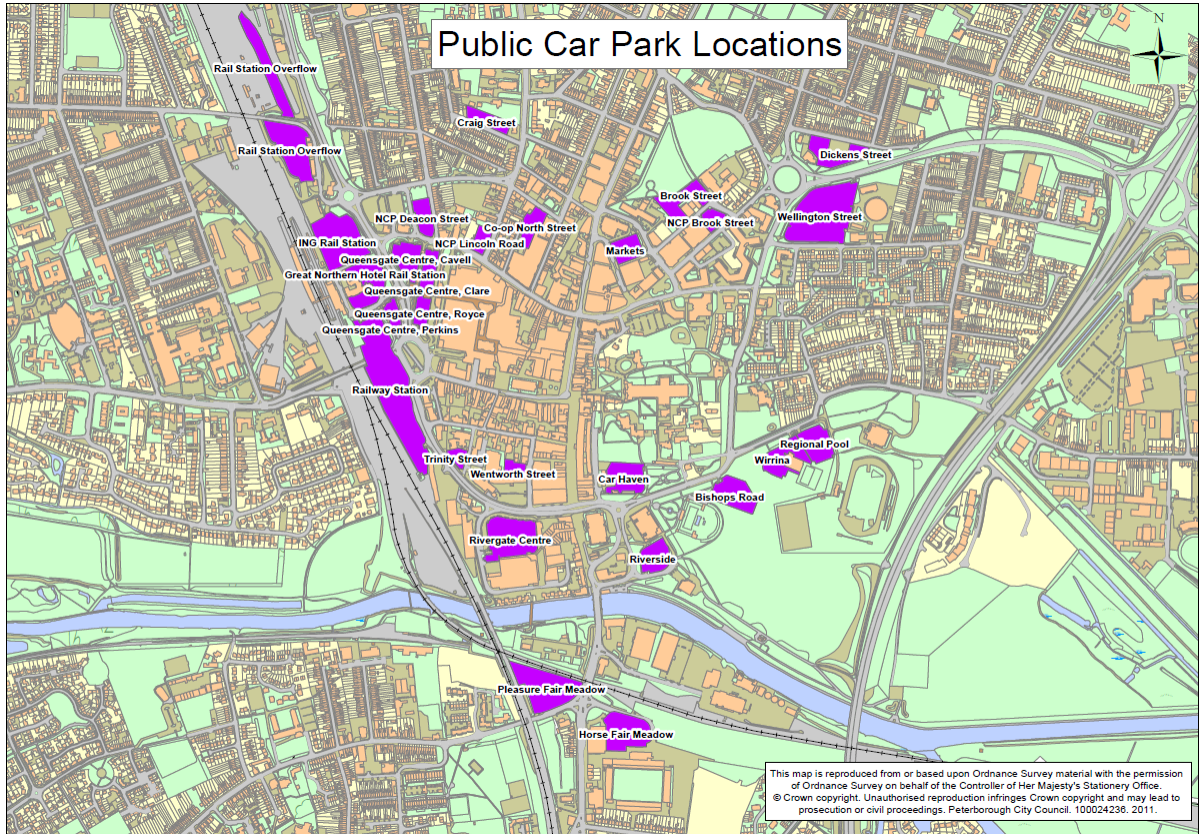 Public Car Park Locations
N
Rail Station Overflow
Craig Street
Rail Station Overflow
Dickens Street
Brook Street
NCP Deacon Street
Wellington Street
NCP Brook Street
Co-op North Street
ING Rail Station
NCP Lincoln Road
Markets
Queensgate Centre, Cavell
Great Northern Hotel Rail Station
Queensgate Centre, Clare
Queensgate Centre, Royce
Queensgate Centre, Perkins
Railway Station
Regional Pool
Trinity Street
Wirrina
Wentworth Street
Car Haven
Bishops Road
Rivergate Centre
Riverside
Pleasure Fair Meadow
Horse Fair Meadow
This map is reproduced from or based upon Ordnance Survey material with the permission
of Ordnance Survey on behalf of the Controller of Her Majesty's Stationery Office.
© Crown copyright. Unauthorised reproduction infringes Crown copyright and may lead to
prosecution or civil proceedings. Peterborough City Council. 100024236. 2011.